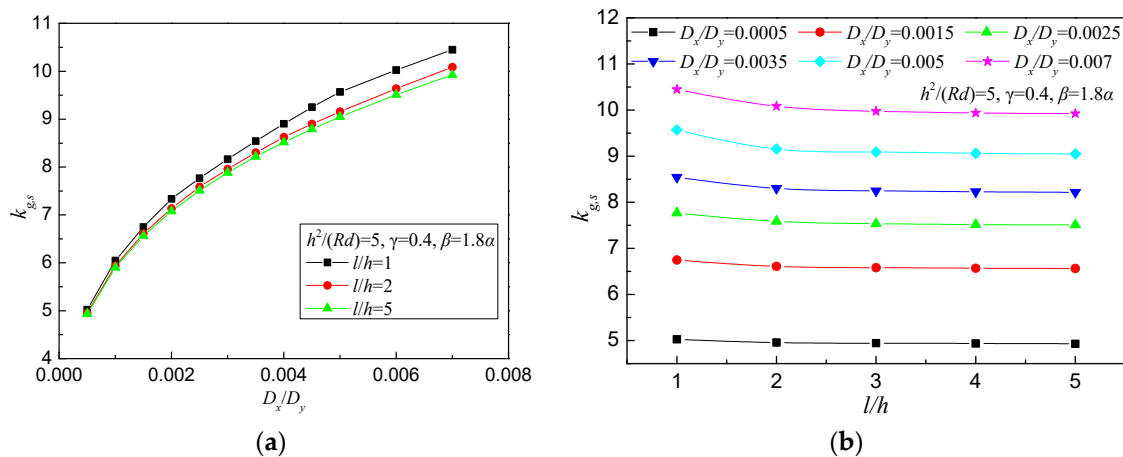 11
10
9
8
7
6
5
4
k_{g,s}
h²/(Rd)=5, γ=0.4, β=1.8α
l/h=1
l/h=2
l/h=5
0.000 0.002 0.004 0.006 0.008
D_x/D_y
(a)
12
11
10
9
8
7
6
5
k_{g,s}
D_x/D_y=0.0005 D_x/D_y=0.0015 D_x/D_y=0.0025
D_x/D_y=0.0035 D_x/D_y=0.005 D_x/D_y=0.007
h²/(Rd)=5, γ=0.4, β=1.8α
1 2 3 4 5
l/h
(b)